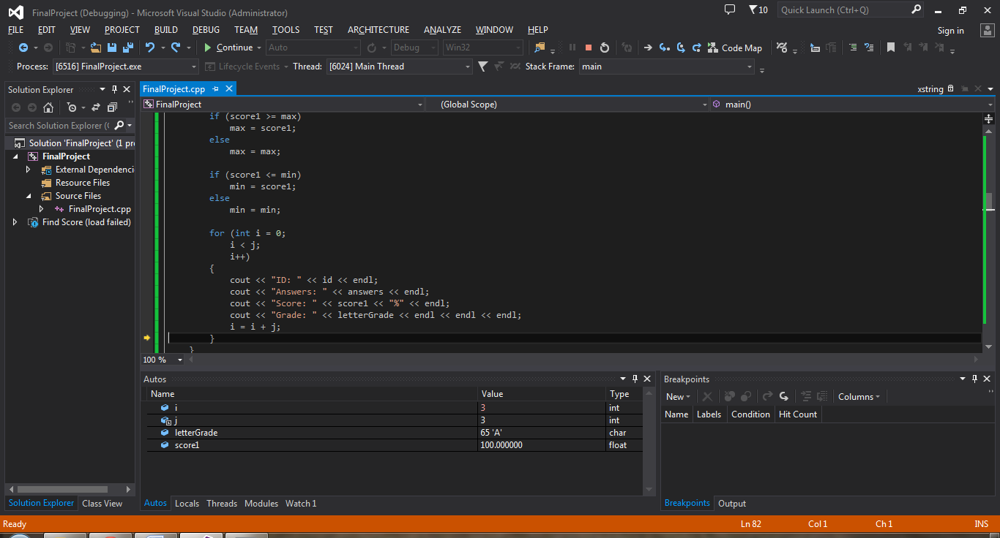 FinalProject (Debugging) - Microsoft Visual Studio (Administrator)
10
Quick Launch (Ctrl+Q)
FILE EDIT VIEW PROJECT BUILD DEBUG TEAM TOOLS TEST ARCHITECTURE ANALYZE WINDOW HELP
Sign in
Continue Auto Debug Win32 Code Map
Process: [6516] FinalProject.exe Lifecycle Events Thread: [6024] Main Thread Stack Frame: main
Solution Explorer
Search Solution Explorer (
Solution 'FinalProject' (1 pr
FinalProject
External Dependenci
Resource Files
Source Files
FinalProject.cpp
Find Score (load failed)
Solution Explorer Class View
FinalProject.cpp
xstring
FinalProject (Global Scope) main()
if (score1 >= max)
max = score1;
else
max = max;
if (score1 <= min)
min = score1;
else
min = min;
for (int i = 0;
i < j;
i++)
{
cout << "ID: " << id << endl;
cout << "Answers: " << answers << endl;
cout << "Score: " << score1 << "%" << endl;
cout << "Grade: " << letterGrade << endl << endl << endl;
i = i + j;
}
}
100 %
Autos
Name Value Type
i 3 int
j 3 int
letterGrade 65 'A' char
score1 100.000000 float
Autos Locals Threads Modules Watch 1
Breakpoints
New Columns
Name Labels Condition Hit Count
Breakpoints Output
Ready Ln 82 Col 1 Ch 1 INS